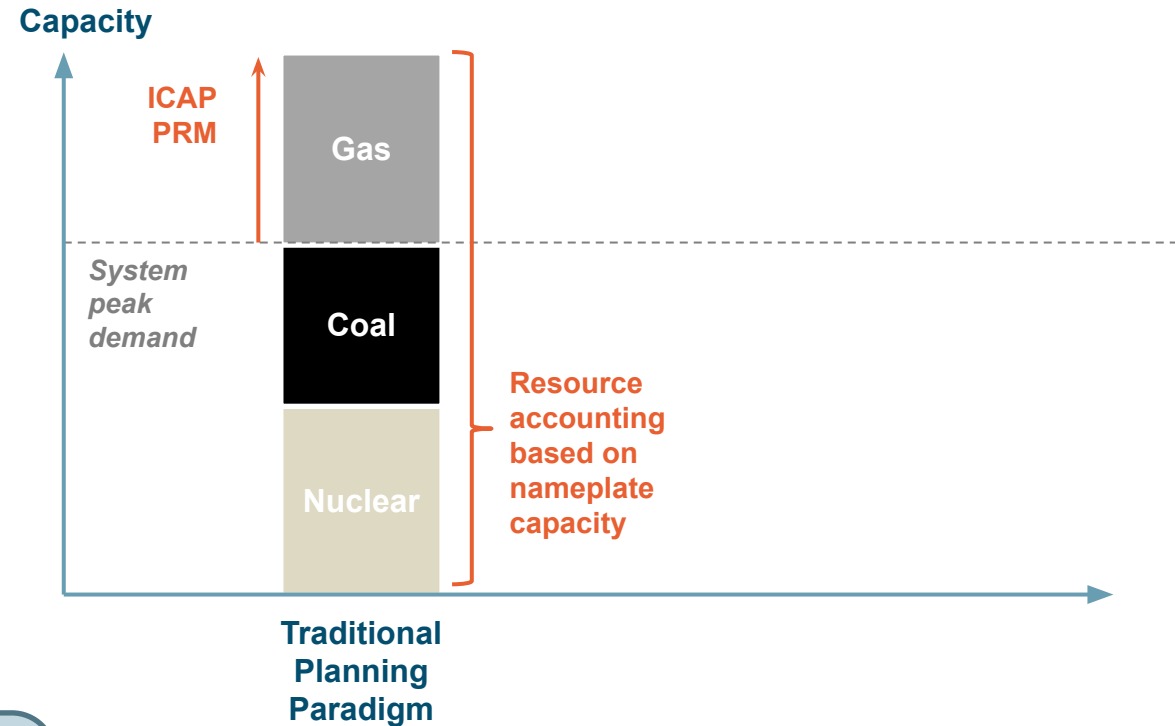 Capacity
ICAP
PRM
Gas
System
peak
demand
Coal
Resource
accounting
based on
nameplate
capacity
Nuclear
Traditional
Planning
Paradigm